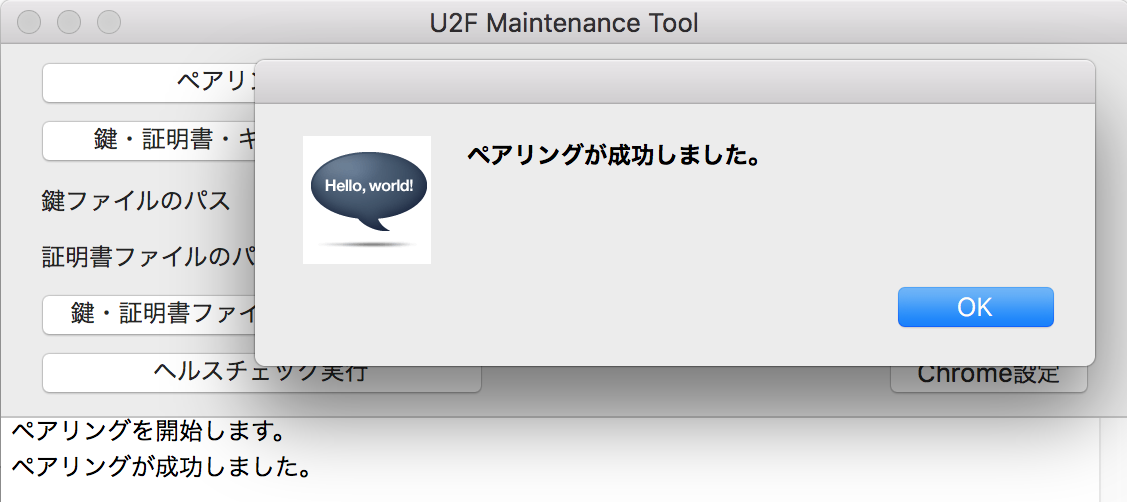 U2F Maintenance Tool
ペアリン
鍵・証明書・キ
鍵ファイルのパス
証明書ファイルのパ
鍵・証明書ファイ
ヘルスチェック実行
Chrome設定
Hello, world!
ペアリングが成功しました。
OK
ペアリングを開始します。
ペアリングが成功しました。